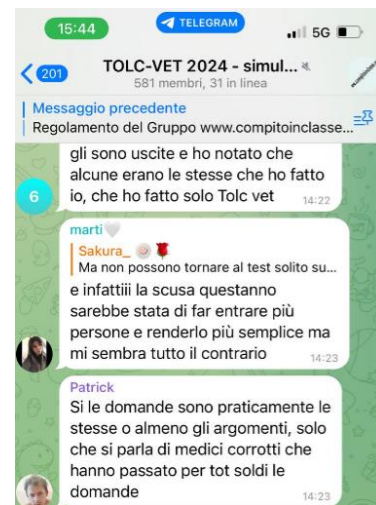 15:44
TELEGRAM
5G
201
TOLC-VET 2024 - simul...
581 membri, 31 in linea
Messaggio precedente
Regolamento del Gruppo www.compitoinclasse...
gli sono uscite e ho notato che
alcune erano le stesse che ho fatto
io, che ho fatto solo Tolc vet 14:22
6
marti🤍
Sakura_
Ma non possono tornare al test solito su...
e infattiii la scusa questanno
sarebbe stata di far entrare più
persone e renderlo più semplice ma
mi sembra tutto il contrario 14:23
Patrick
Si le domande sono praticamente le
stesse o almeno gli argomenti, solo
che si parla di medici corrotti che
hanno passato per tot soldi le
domande 14:23